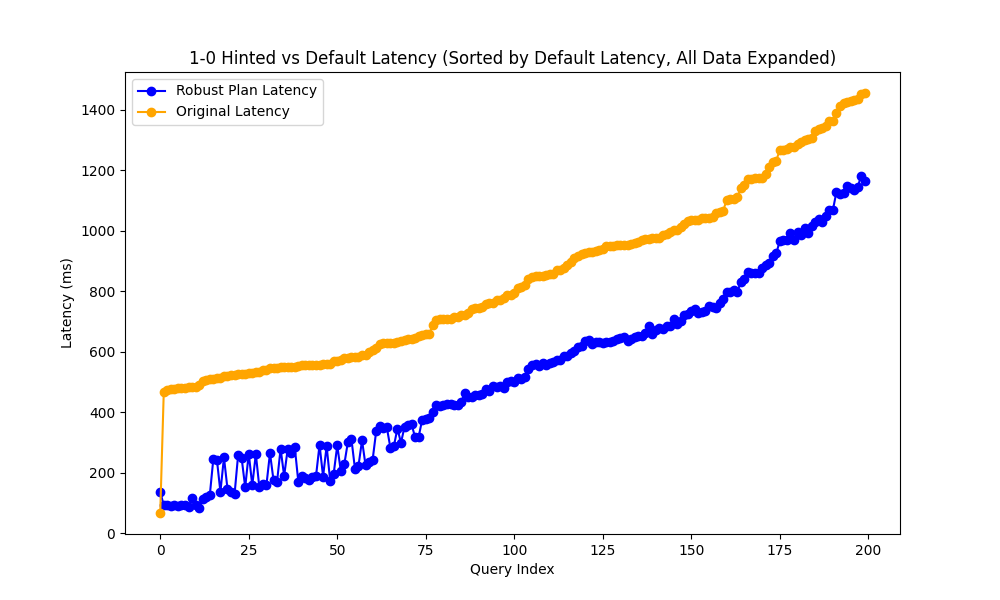 1-0 Hinted vs Default Latency (Sorted by Default Latency, All Data Expanded)
Robust Plan Latency
Original Latency
1400
1200
1000
800
600
400
200
0
Latency (ms)
0 25 50 75 100 125 150 175 200
Query Index